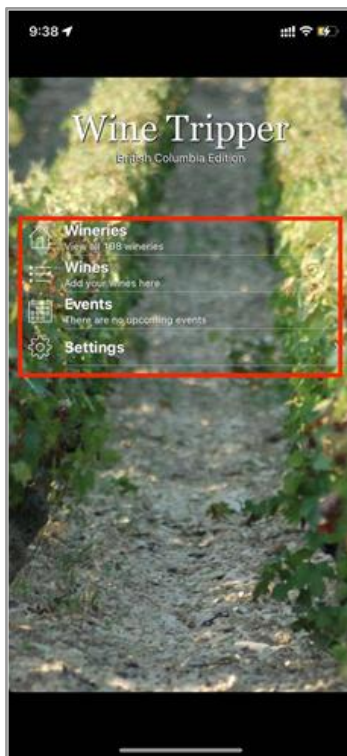 9:38
Wine Tripper
British Columbia Edition
Wineries
View all 198 wineries
Wines
Add your wines here
Events
There are no upcoming events
Settings